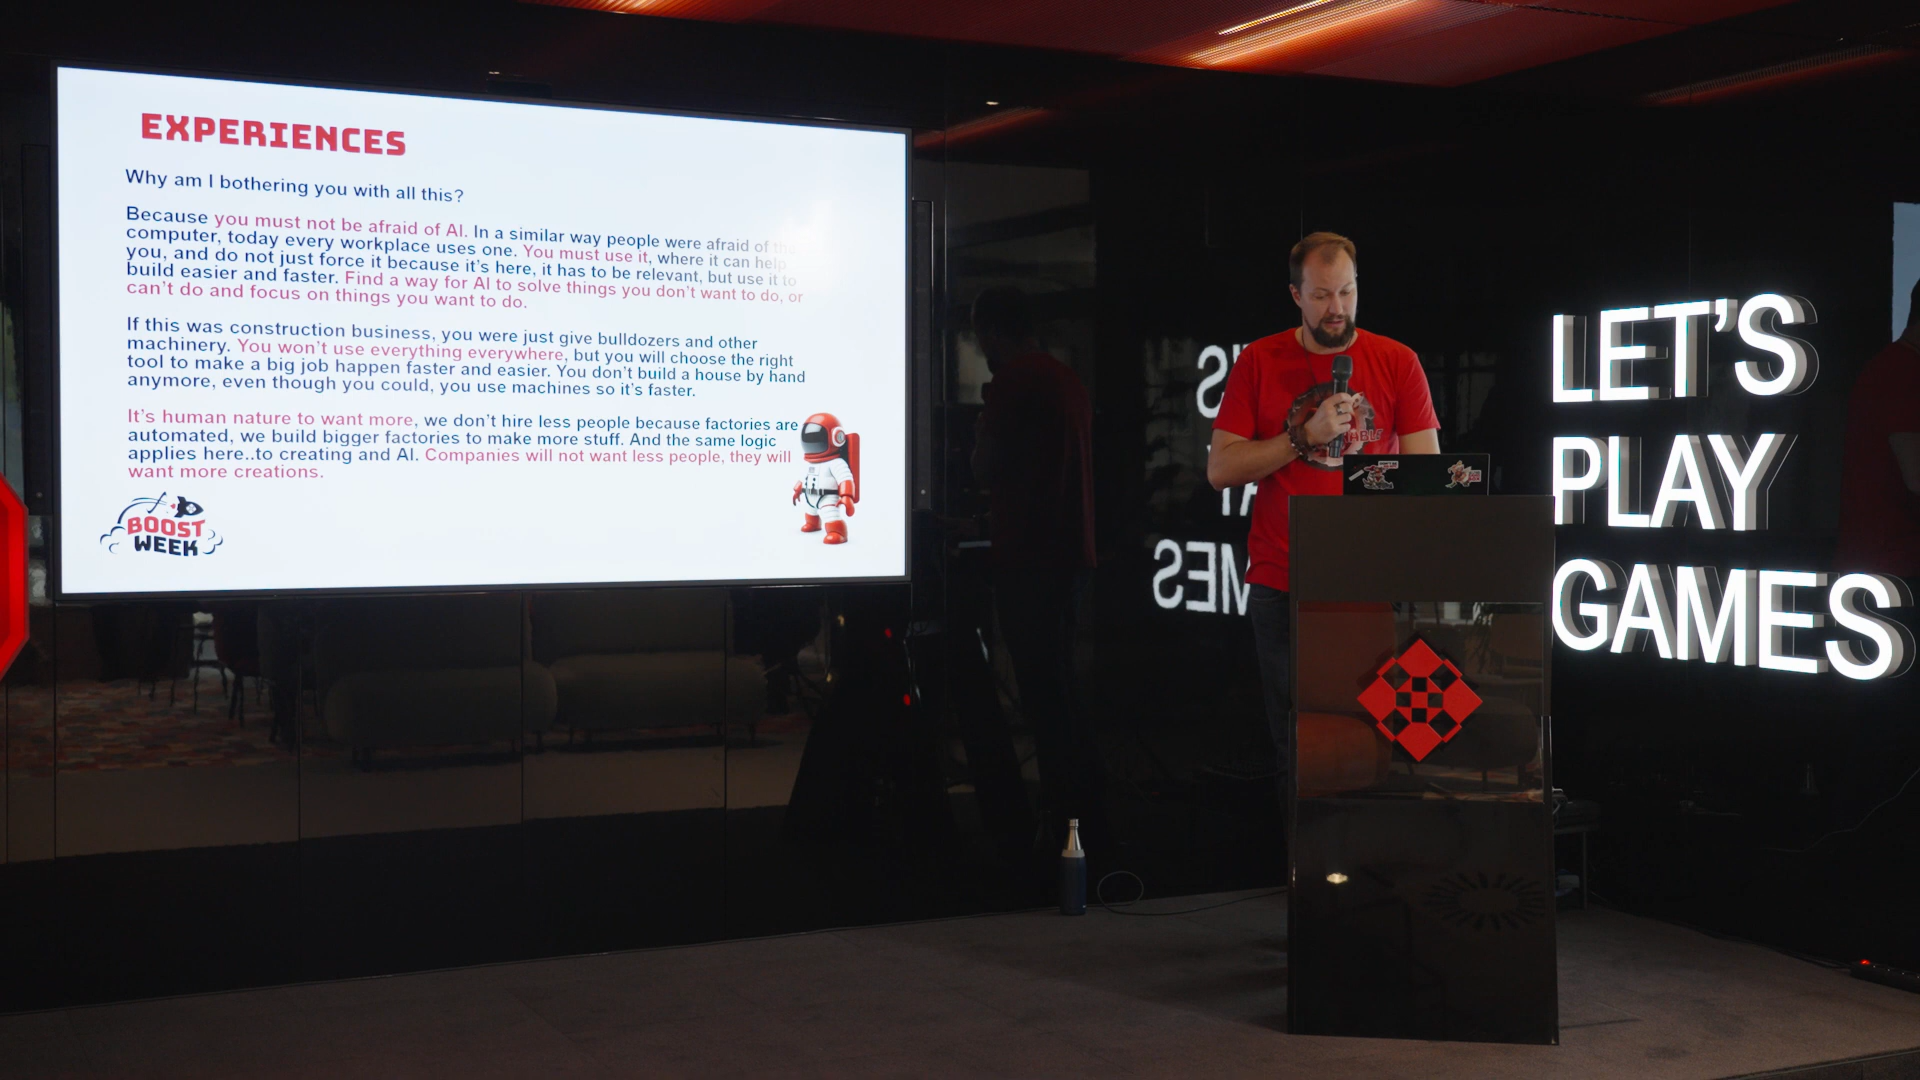 EXPERIENCES
Why am I bothering you with all this?
Because you must not be afraid of AI. In a similar way people were afraid of the
computer, today every workplace uses one. You must use it, where it can help
you, and do not just force it because it's here, it has to be relevant, but use it to
build easier and faster. Find a way for AI to solve things you don't want to do, or
can't do and focus on things you want to do.
If this was construction business, you were just give bulldozers and other
machinery. You won't use everything everywhere, but you will choose the right
tool to make a big job happen faster and easier. You don't build a house by hand
anymore, even though you could, you use machines so it's faster.
It's human nature to want more, we don't hire less people because factories are
automated, we build bigger factories to make more stuff. And the same logic
applies here..to creating and AI. Companies will not want less people, they will
want more creations.
BOOST
WEEK
LET'S
PLAY
GAMES